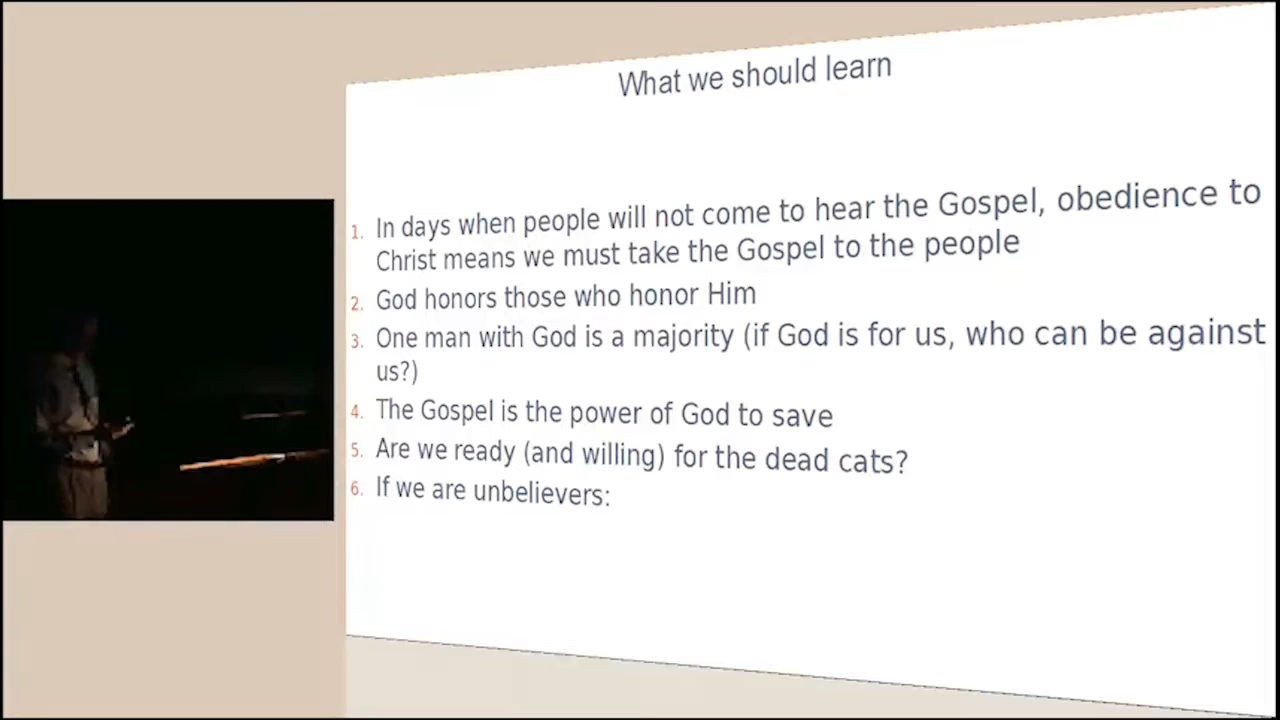 What we should learn
1. In days when people will not come to hear the Gospel, obedience to
Christ means we must take the Gospel to the people
2. God honors those who honor Him
3. One man with God is a majority (if God is for us, who can be against
us?)
4. The Gospel is the power of God to save
5. Are we ready (and willing) for the dead cats?
6. If we are unbelievers: